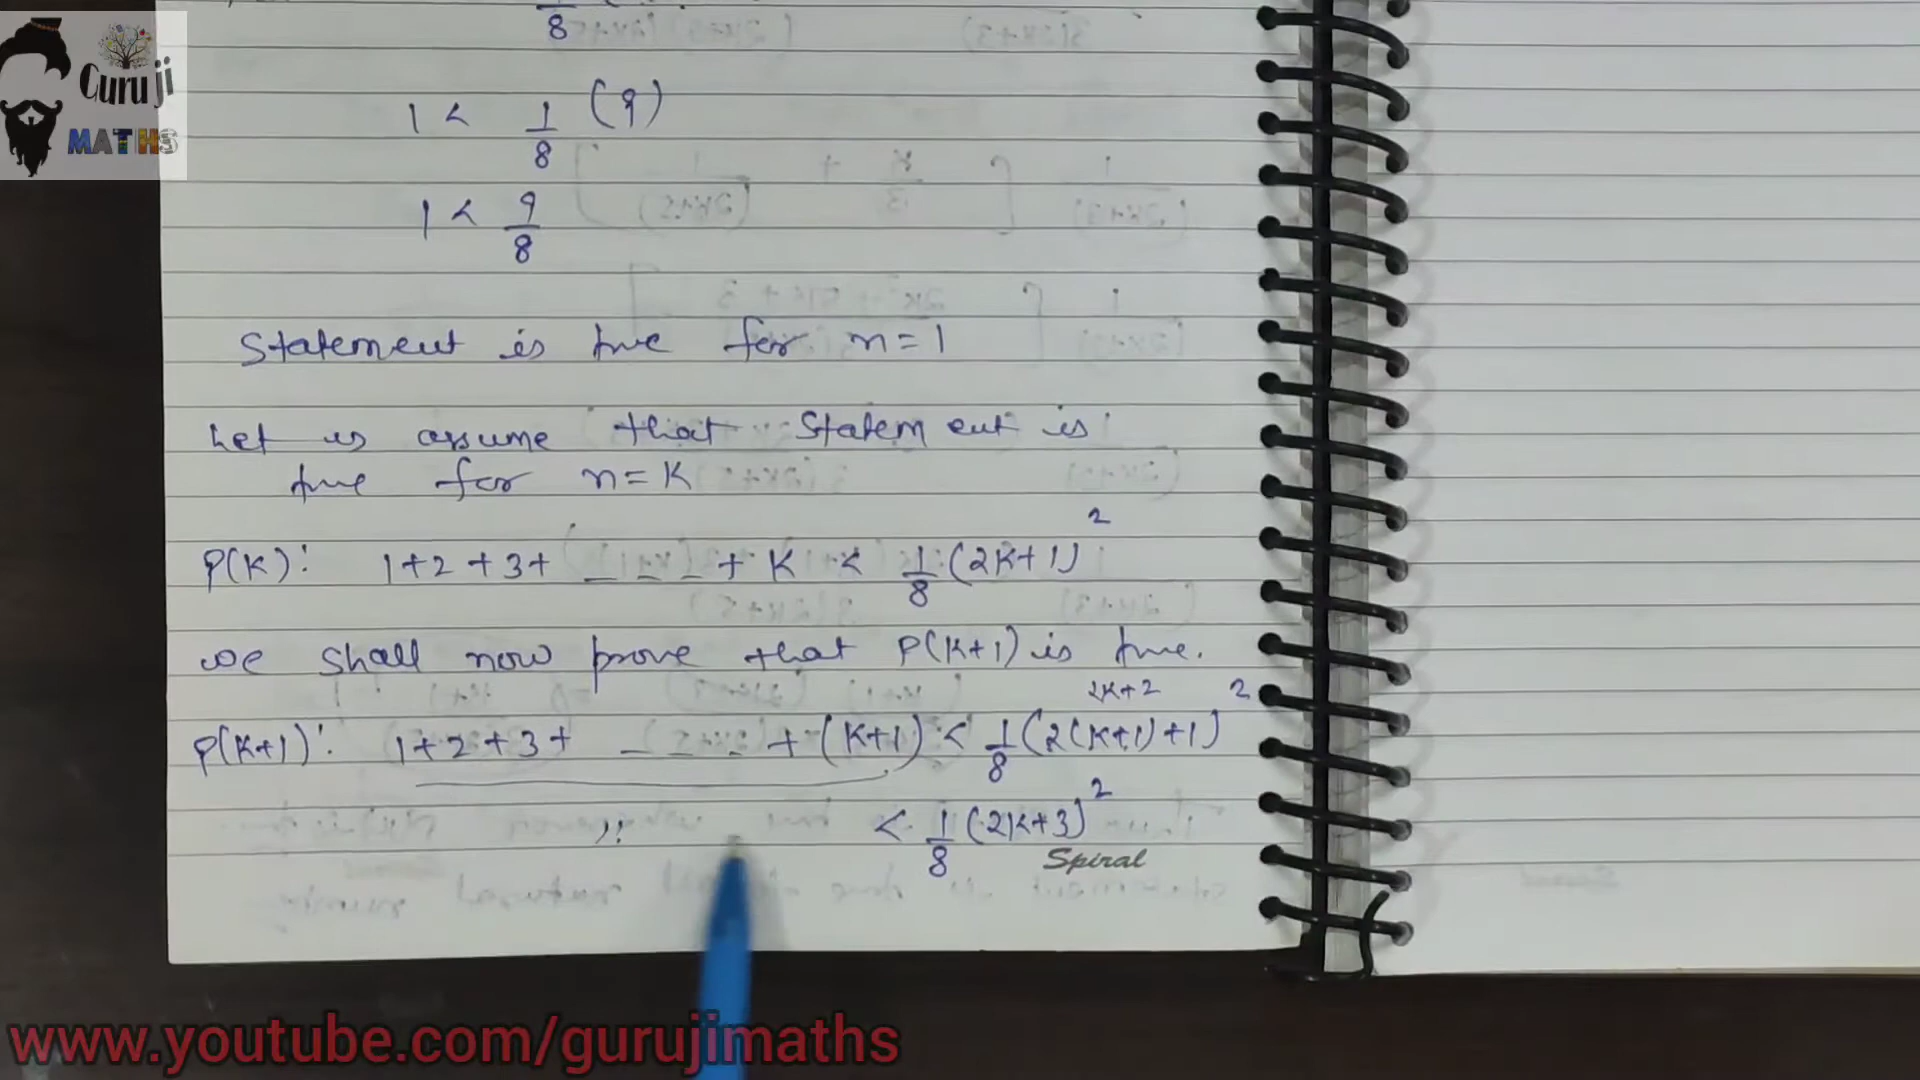 Guruji
MATHS
1/8
1 < 1/8 (9)
1 < 9/8
Statement is true for n=1
Let us assume that Statement is
true for n=K
P(K): 1+2+3+ _ _ _ + K < 1/8 (2K+1)²
we shall now prove that P(K+1) is true.
2K+2
P(K+1): 1+2+3+ _ _ _ + (K+1) < 1/8 (2(K+1)+1)²
,, < 1/8 (2K+3)²
Spiral
www.youtube.com/gurujimaths